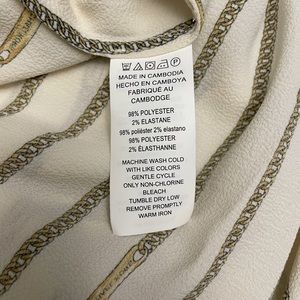 MADE IN CAMBODIA
HECHO EN CAMBOYA
FABRIQUÉ AU
CAMBODGE
98% POLYESTER
2% ELASTANE
98% poliéster 2% elastano
98% POLYESTER
2% ÉLASTHANNE
MACHINE WASH COLD
WITH LIKE COLORS
GENTLE CYCLE
ONLY NON-CHLORINE
BLEACH
TUMBLE DRY LOW
REMOVE PROMPTLY
WARM IRON